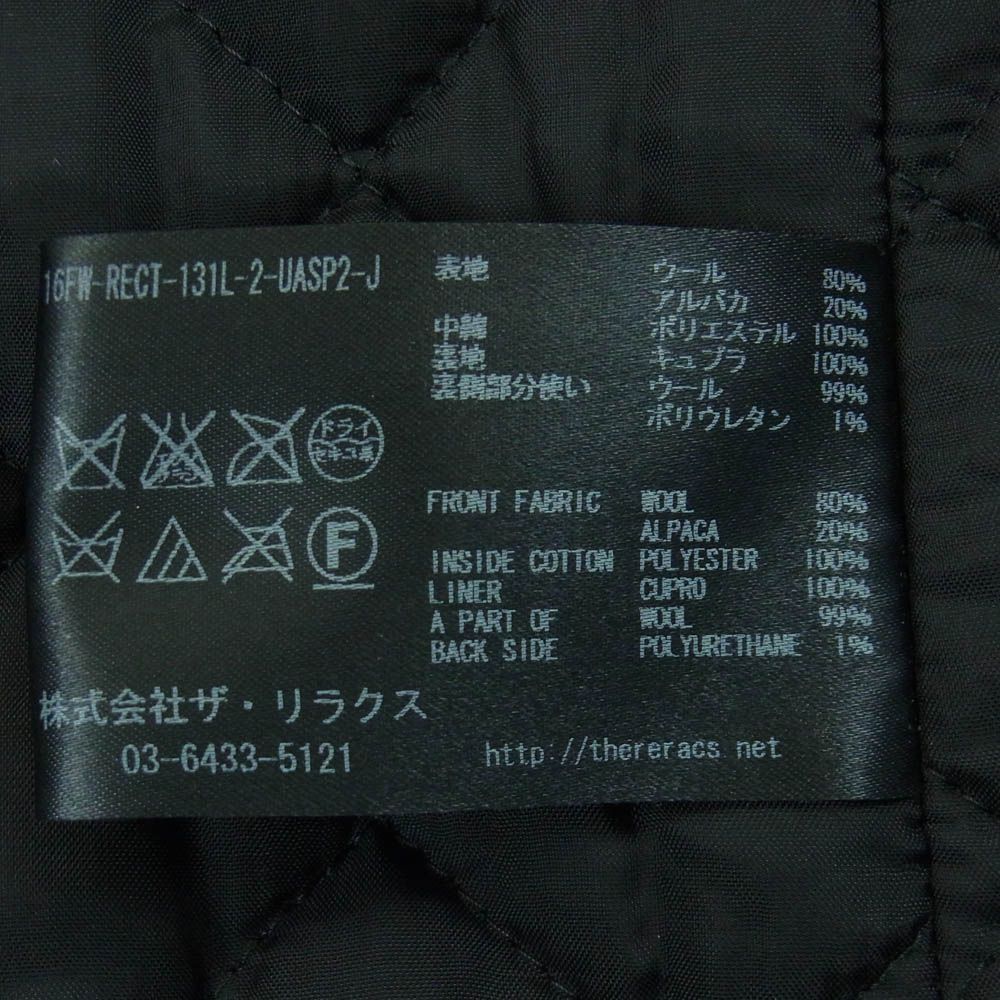 16FW-RECT-131L-2-UASP2-J
表地 ウール 80%
アルパカ 20%
中綿 ポリエステル 100%
裏地 キュプラ 100%
裏側部分使い ウール 99%
ポリウレタン 1%
ドライ
セキユ系
FRONT FABRIC WOOL 80%
ALPACA 20%
INSIDE COTTON POLYESTER 100%
LINER CUPRO 100%
A PART OF WOOL 99%
BACK SIDE POLYURETHANE 1%
F
株式会社ザ・リラクス
03-6433-5121
http://thereracs.net